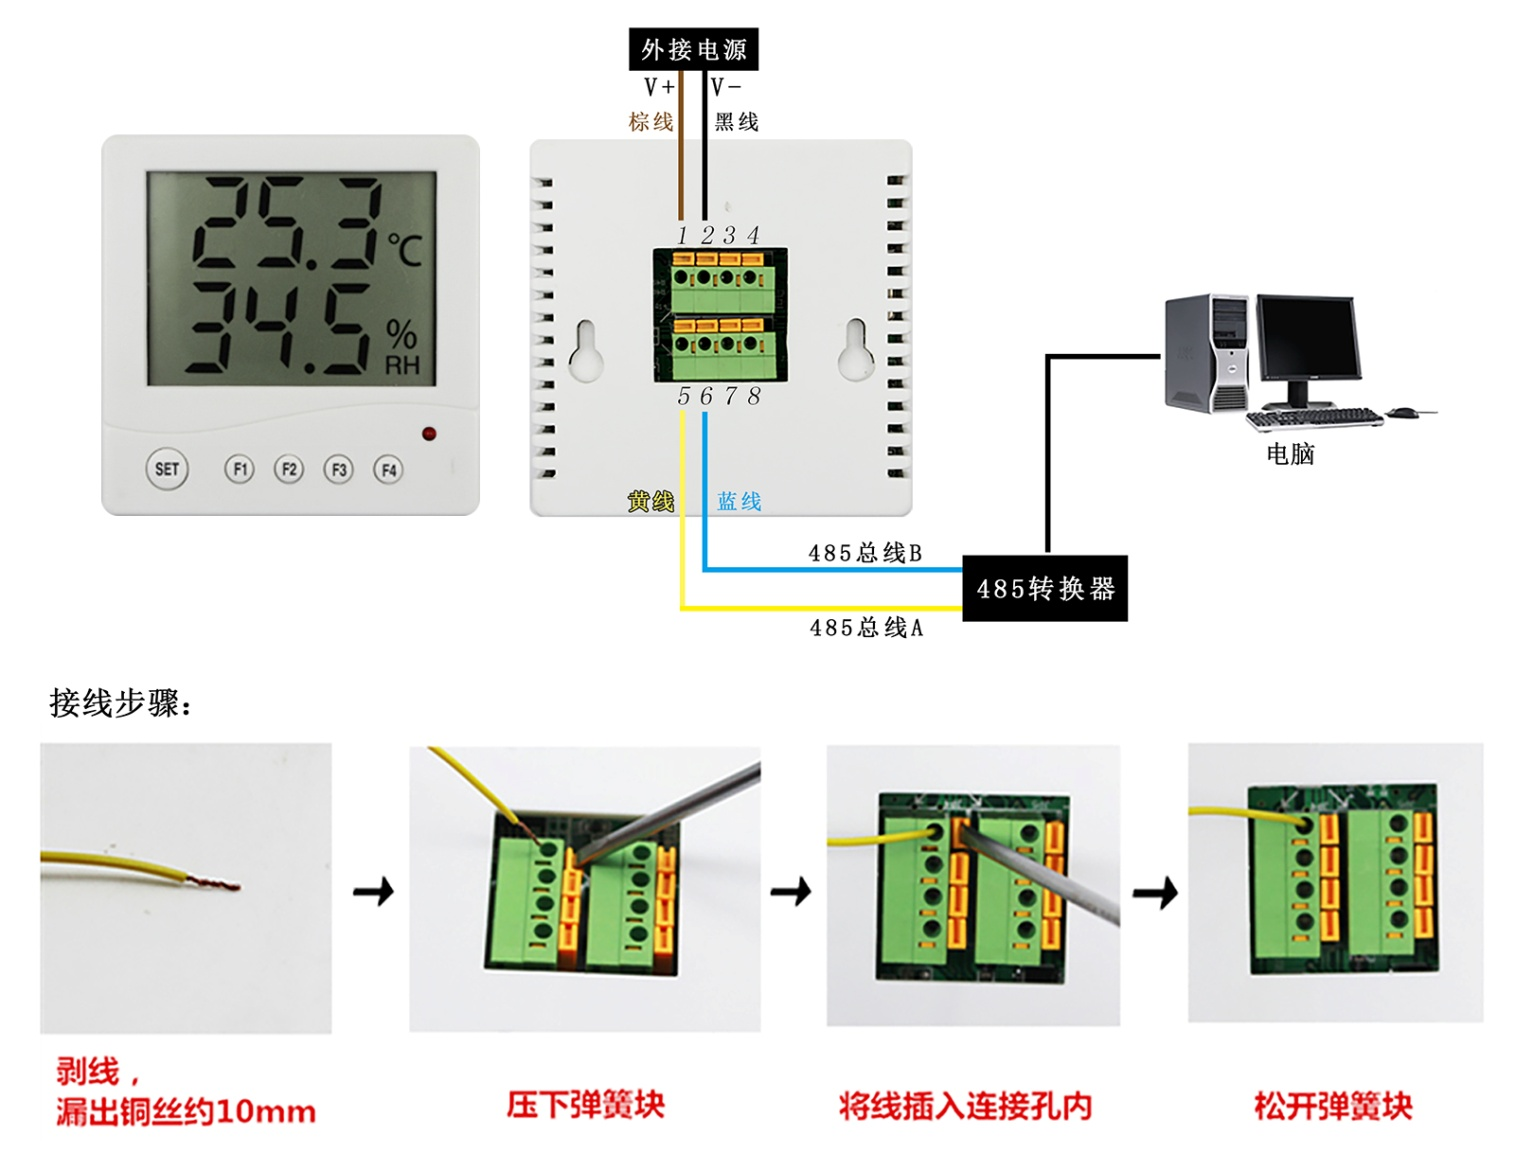 外接电源
V+ V-
棕线 黑线
25.3 ℃
34.5 % RH
SET F1 F2 F3 F4
1 2 3 4
5 6 7 8
黄线 蓝线
电脑
485总线B
485转换器
485总线A
接线步骤：
剥线，
漏出铜丝约10mm
压下弹簧块
将线插入连接孔内
松开弹簧块